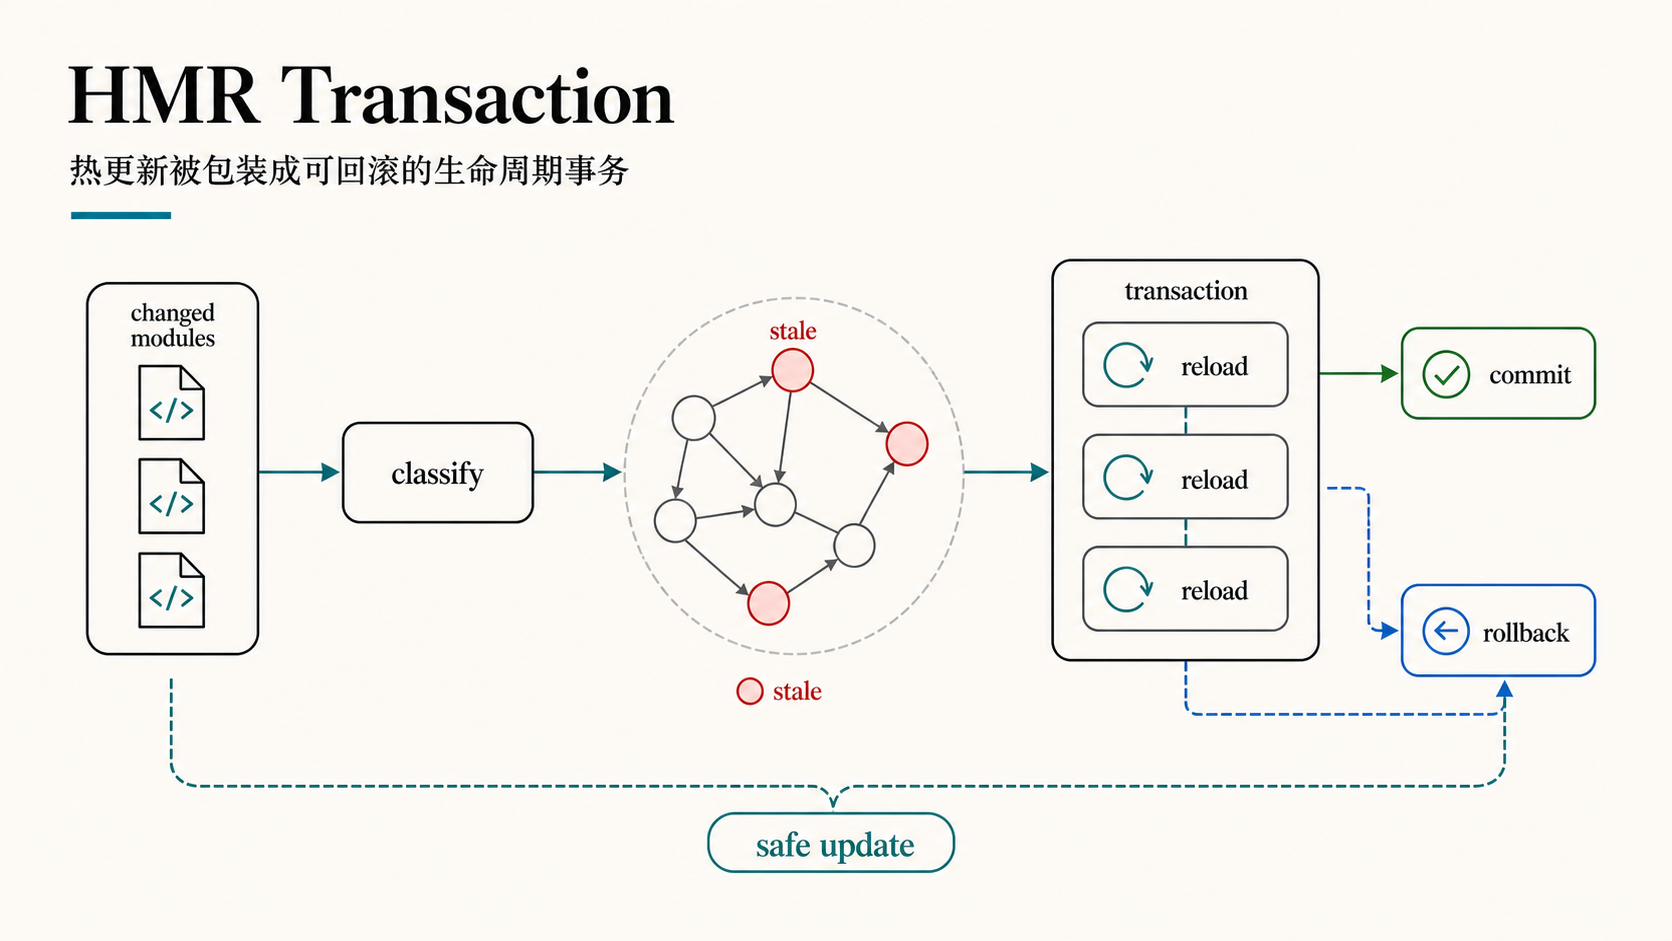 HMR Transaction
热更新被包装成可回滚的生命周期事务
changed
modules
</>
</>
</>
classify
stale
stale
transaction
reload
reload
reload
commit
rollback
safe update